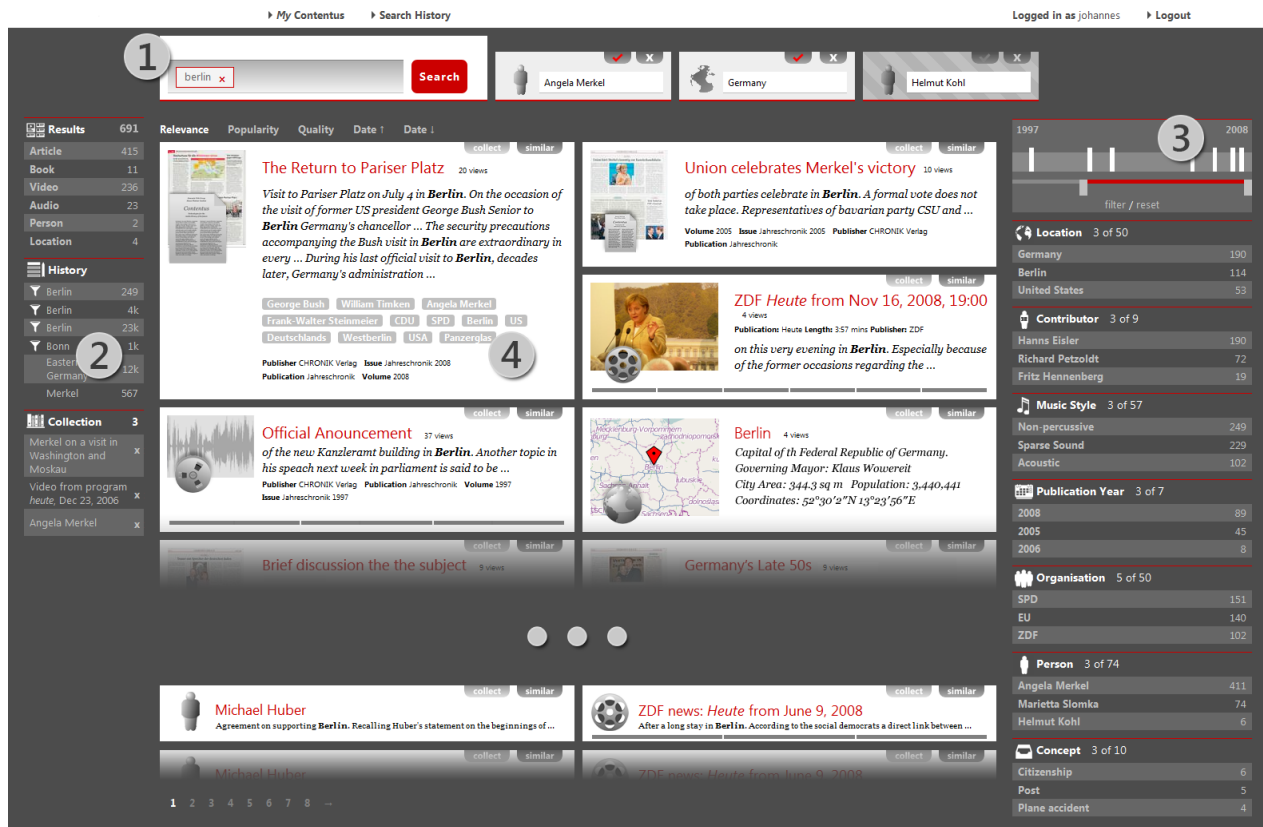 My Contentus
Search History
Logged in as johannes
Logout
1
berlin x
Search
Angela Merkel
x
Germany
x
Helmut Kohl
x
Results 691
Article 415
Book 11
Video 236
Audio 23
Person 2
Location 4
History
Berlin 249
Berlin 4k
Berlin 23k
Bonn 1k
2
Easter
Germany 12k
Merkel 567
Collection 3
Merkel on a visit in
Washington and
Moskau x
Video from program
heute, Dec 23, 2006 x
Angela Merkel x
Relevance Popularity Quality Date ↑ Date ↓
collect similar
The Return to Pariser Platz 20 views
Visit to Pariser Platz on July 4 in Berlin. On the occasion of
the visit of former US president George Bush Senior to
Berlin Germany's chancellor ... The security precautions
accompanying the Bush visit in Berlin are extraordinary in
every ... During his last official visit to Berlin, decades
later, Germany's administration ...
George Bush William Timken Angela Merkel
Frank-Walter Steinmeier CDU SPD Berlin US
Deutschlands Westberlin USA Panzerglas
4
Publisher CHRONIK Verlag Issue Jahreschronik 2008
Publication Jahreschronik Volume 2008
collect similar
Union celebrates Merkel's victory 10 views
of both parties celebrate in Berlin. A formal vote does not
take place. Representatives of bavarian party CSU and ...
Volume 2005 Issue Jahreschronik 2005 Publisher CHRONIK Verlag
Publication Jahreschronik
collect similar
ZDF Heute from Nov 16, 2008, 19:00
4 views
Publication: Heute Length: 3:57 mins Publisher: ZDF
on this very evening in Berlin. Especially because
of the former occasions regarding the ...
collect similar
Official Anouncement 37 views
of the new Kanzleramt building in Berlin. Another topic in
his speach next week in parliament is said to be ...
Publisher CHRONIK Verlag Publication Jahreschronik Volume 1997
Issue Jahreschronik 1997
collect similar
Berlin 4 views
Capital of th Federal Republic of Germany.
Governing Mayor: Klaus Wowereit
City Area: 344.3 sq m Population: 3,440,441
Coordinates: 52°30′2″N 13°23′56″E
collect similar
Brief discussion the the subject 9 views
collect similar
Germany's Late 50s 9 views
collect similar
Michael Huber
Agreement on supporting Berlin. Recalling Huber's statement on the beginnings of ...
collect similar
ZDF news: Heute from June 9, 2008
After a long stay in Berlin. According to the social democrats a direct link between ...
collect similar
Michael Huber
collect similar
ZDF news: Heute from June 9, 2008
1 2 3 4 5 6 7 8 →
1997 2008
3
filter / reset
Location 3 of 50
Germany 190
Berlin 114
United States 53
Contributor 3 of 9
Hanns Eisler 190
Richard Petzoldt 72
Fritz Hennenberg 19
Music Style 3 of 57
Non-percussive 249
Sparse Sound 229
Acoustic 102
Publication Year 3 of 7
2008 89
2005 45
2006 8
Organisation 5 of 50
SPD 151
EU 140
ZDF 102
Person 3 of 74
Angela Merkel 411
Marietta Slomka 74
Helmut Kohl 6
Concept 3 of 10
Citizenship 6
Post 5
Plane accident 4